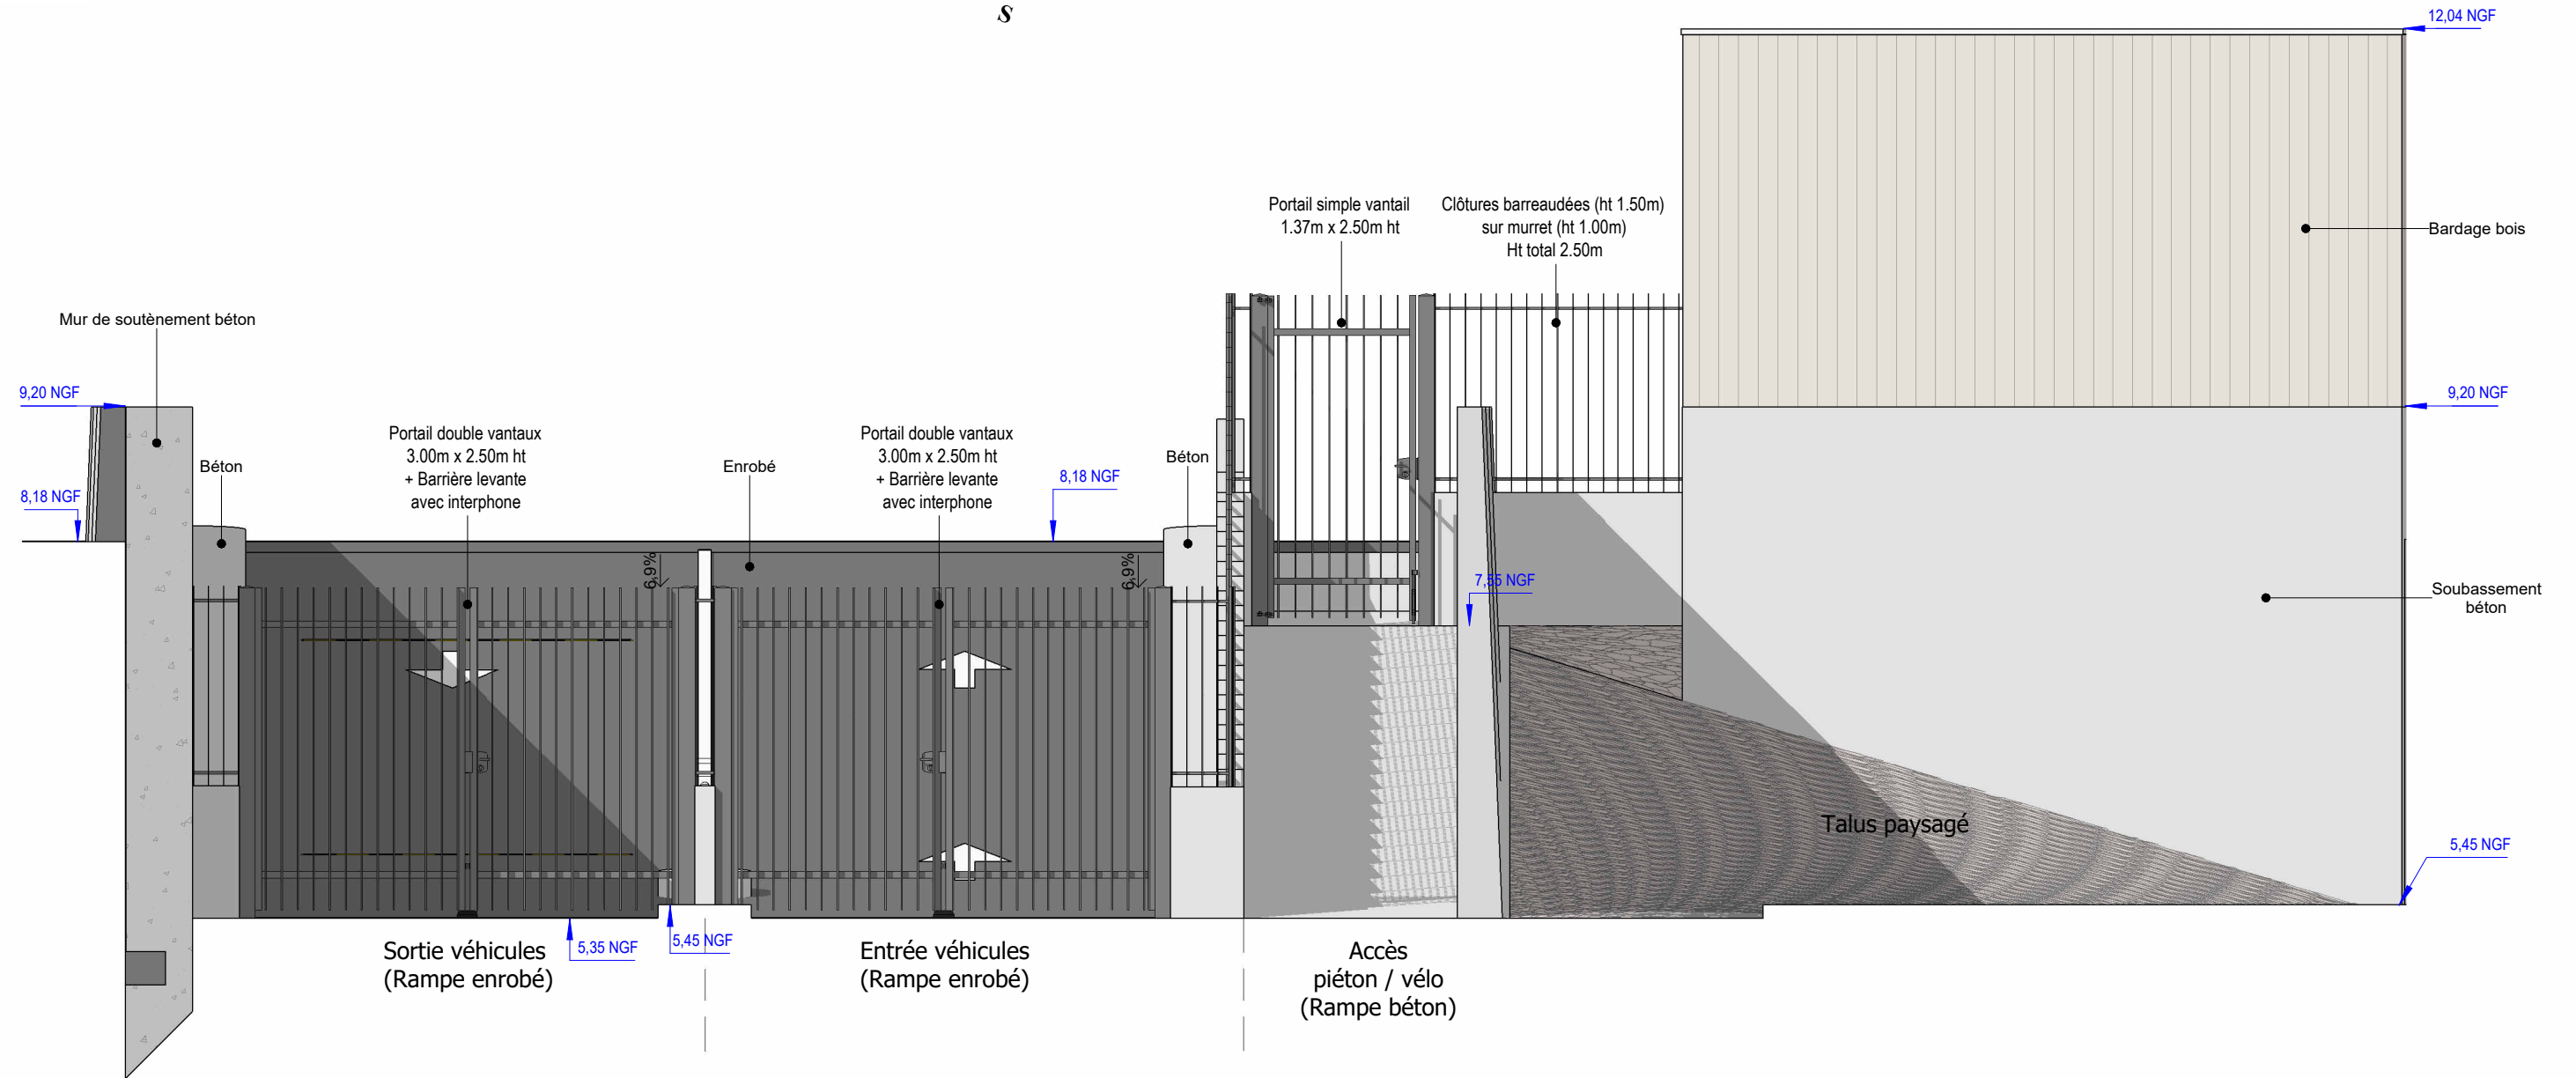 s
12,04 NGF
Portail simple vantail
1.37m x 2.50m ht
Clôtures barreaudées (ht 1.50m)
sur murret (ht 1.00m)
Ht total 2.50m
Bardage bois
Mur de soutènement béton
9,20 NGF
9,20 NGF
Portail double vantaux
3.00m x 2.50m ht
+ Barrière levante
avec interphone
Portail double vantaux
3.00m x 2.50m ht
+ Barrière levante
avec interphone
Béton
Enrobé
Béton
8,18 NGF
8,18 NGF
6,9%
6,9%
7,55 NGF
Soubassement
béton
Talus paysagé
5,45 NGF
5,35 NGF
5,45 NGF
Sortie véhicules
(Rampe enrobé)
Entrée véhicules
(Rampe enrobé)
Accès
piéton / vélo
(Rampe béton)